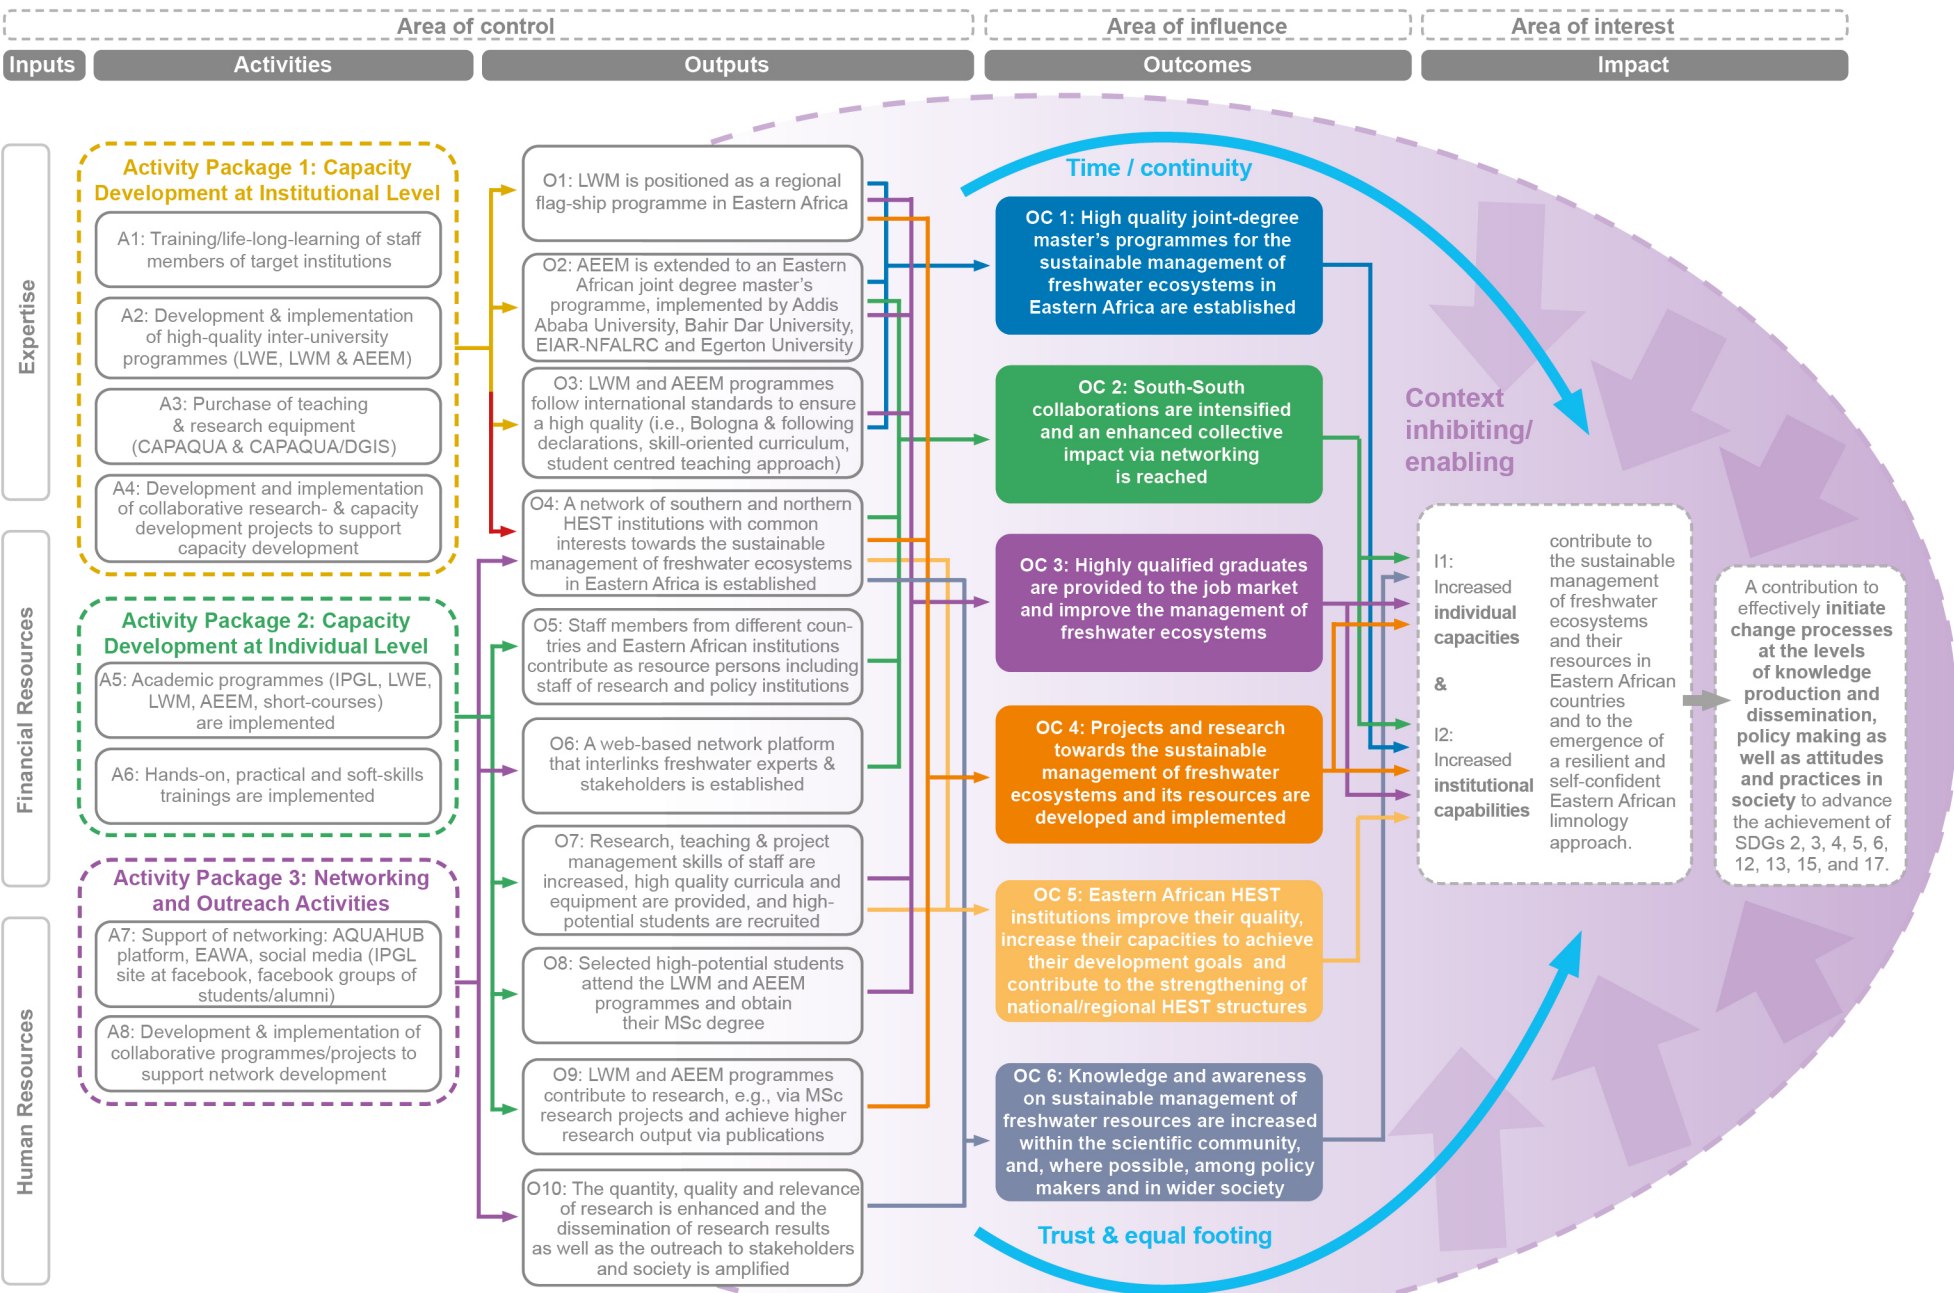 Area of control
Area of influence
Area of interest
Inputs
Activities
Outputs
Outcomes
Impact
Expertise
Financial Resources
Human Resources
Activity Package 1: Capacity
Development at Institutional Level
A1: Training/life-long-learning of staff
members of target institutions
A2: Development & implementation
of high-quality inter-university
programmes (LWE, LWM & AEEM)
A3: Purchase of teaching
& research equipment
(CAPAQUA & CAPAQUA/DGIS)
A4: Development and implementation
of collaborative research- & capacity
development projects to support
capacity development
Activity Package 2: Capacity
Development at Individual Level
A5: Academic programmes (IPGL, LWE,
LWM, AEEM, short-courses)
are implemented
A6: Hands-on, practical and soft-skills
trainings are implemented
Activity Package 3: Networking
and Outreach Activities
A7: Support of networking: AQUAHUB
platform, EAWA, social media (IPGL
site at facebook, facebook groups of
students/alumni)
A8: Development & implementation of
collaborative programmes/projects to
support network development
O1: LWM is positioned as a regional
flag-ship programme in Eastern Africa
O2: AEEM is extended to an Eastern
African joint degree master's
programme, implemented by Addis
Ababa University, Bahir Dar University,
EIAR-NFALRC and Egerton University
O3: LWM and AEEM programmes
follow international standards to ensure
a high quality (i.e., Bologna & following
declarations, skill-oriented curriculum,
student centred teaching approach)
O4: A network of southern and northern
HEST institutions with common
interests towards the sustainable
management of freshwater ecosystems
in Eastern Africa is established
O5: Staff members from different coun-
tries and Eastern African institutions
contribute as resource persons including
staff of research and policy institutions
O6: A web-based network platform
that interlinks freshwater experts &
stakeholders is established
O7: Research, teaching & project
management skills of staff are
increased, high quality curricula and
equipment are provided, and high-
potential students are recruited
O8: Selected high-potential students
attend the LWM and AEEM
programmes and obtain
their MSc degree
O9: LWM and AEEM programmes
contribute to research, e.g., via MSc
research projects and achieve higher
research output via publications
O10: The quantity, quality and relevance
of research is enhanced and the
dissemination of research results
as well as the outreach to stakeholders
and society is amplified
Time / continuity
OC 1: High quality joint-degree
master's programmes for the
sustainable management of
freshwater ecosystems in
Eastern Africa are established
OC 2: South-South
collaborations are intensified
and an enhanced collective
impact via networking
is reached
OC 3: Highly qualified graduates
are provided to the job market
and improve the management of
freshwater ecosystems
OC 4: Projects and research
towards the sustainable
management of freshwater
ecosystems and its resources are
developed and implemented
OC 5: Eastern African HEST
institutions improve their quality,
increase their capacities to achieve
their development goals and
contribute to the strengthening of
national/regional HEST structures
OC 6: Knowledge and awareness
on sustainable management of
freshwater resources are increased
within the scientific community,
and, where possible, among policy
makers and in wider society
Trust & equal footing
Context
inhibiting/
enabling
I1:
Increased
individual
capacities
&
I2:
Increased
institutional
capabilities
contribute to
the sustainable
management
of freshwater
ecosystems
and their
resources in
Eastern African
countries
and to the
emergence of
a resilient and
self-confident
Eastern African
limnology
approach.
A contribution to
effectively initiate
change processes
at the levels
of knowledge
production and
dissemination,
policy making as
well as attitudes
and practices in
society to advance
the achievement of
SDGs 2, 3, 4, 5, 6,
12, 13, 15, and 17.